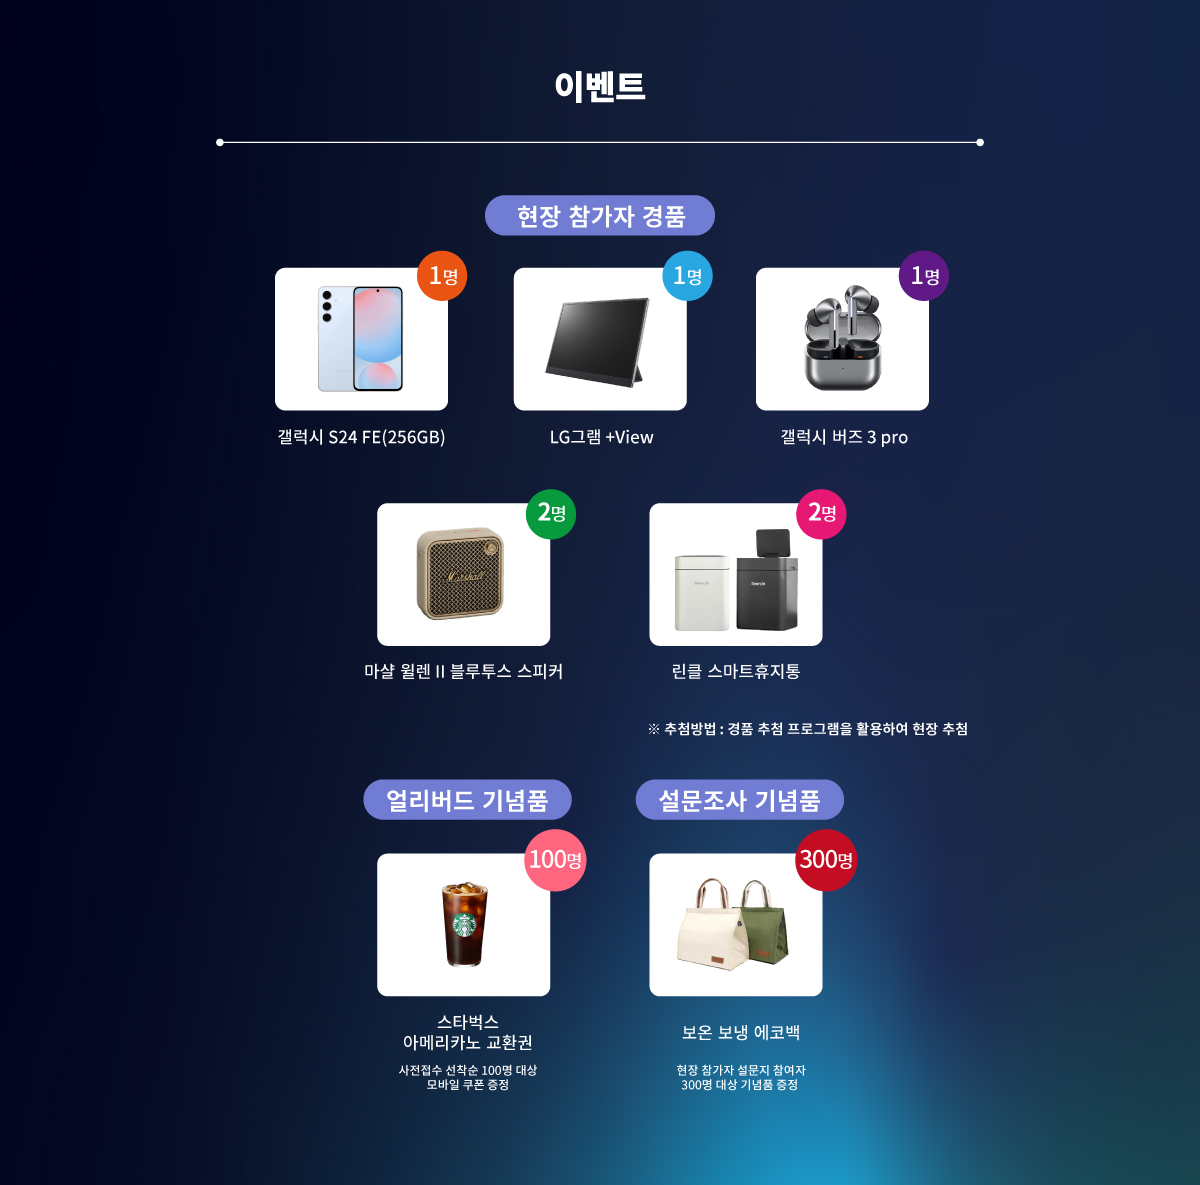 이벤트
현장 참가자 경품
1명
1명
1명
갤럭시 S24 FE(256GB)
LG그램 +View
갤럭시 버즈 3 pro
2명
2명
Marshall
마샬 윌렌 II 블루투스 스피커
린클 스마트휴지통
※ 추첨방법 : 경품 추첨 프로그램을 활용하여 현장 추첨
얼리버드 기념품
설문조사 기념품
100명
300명
스타벅스
아메리카노 교환권
보온 보냉 에코백
사전접수 선착순 100명 대상
모바일 쿠폰 증정
현장 참가자 설문지 참여자
300명 대상 기념품 증정